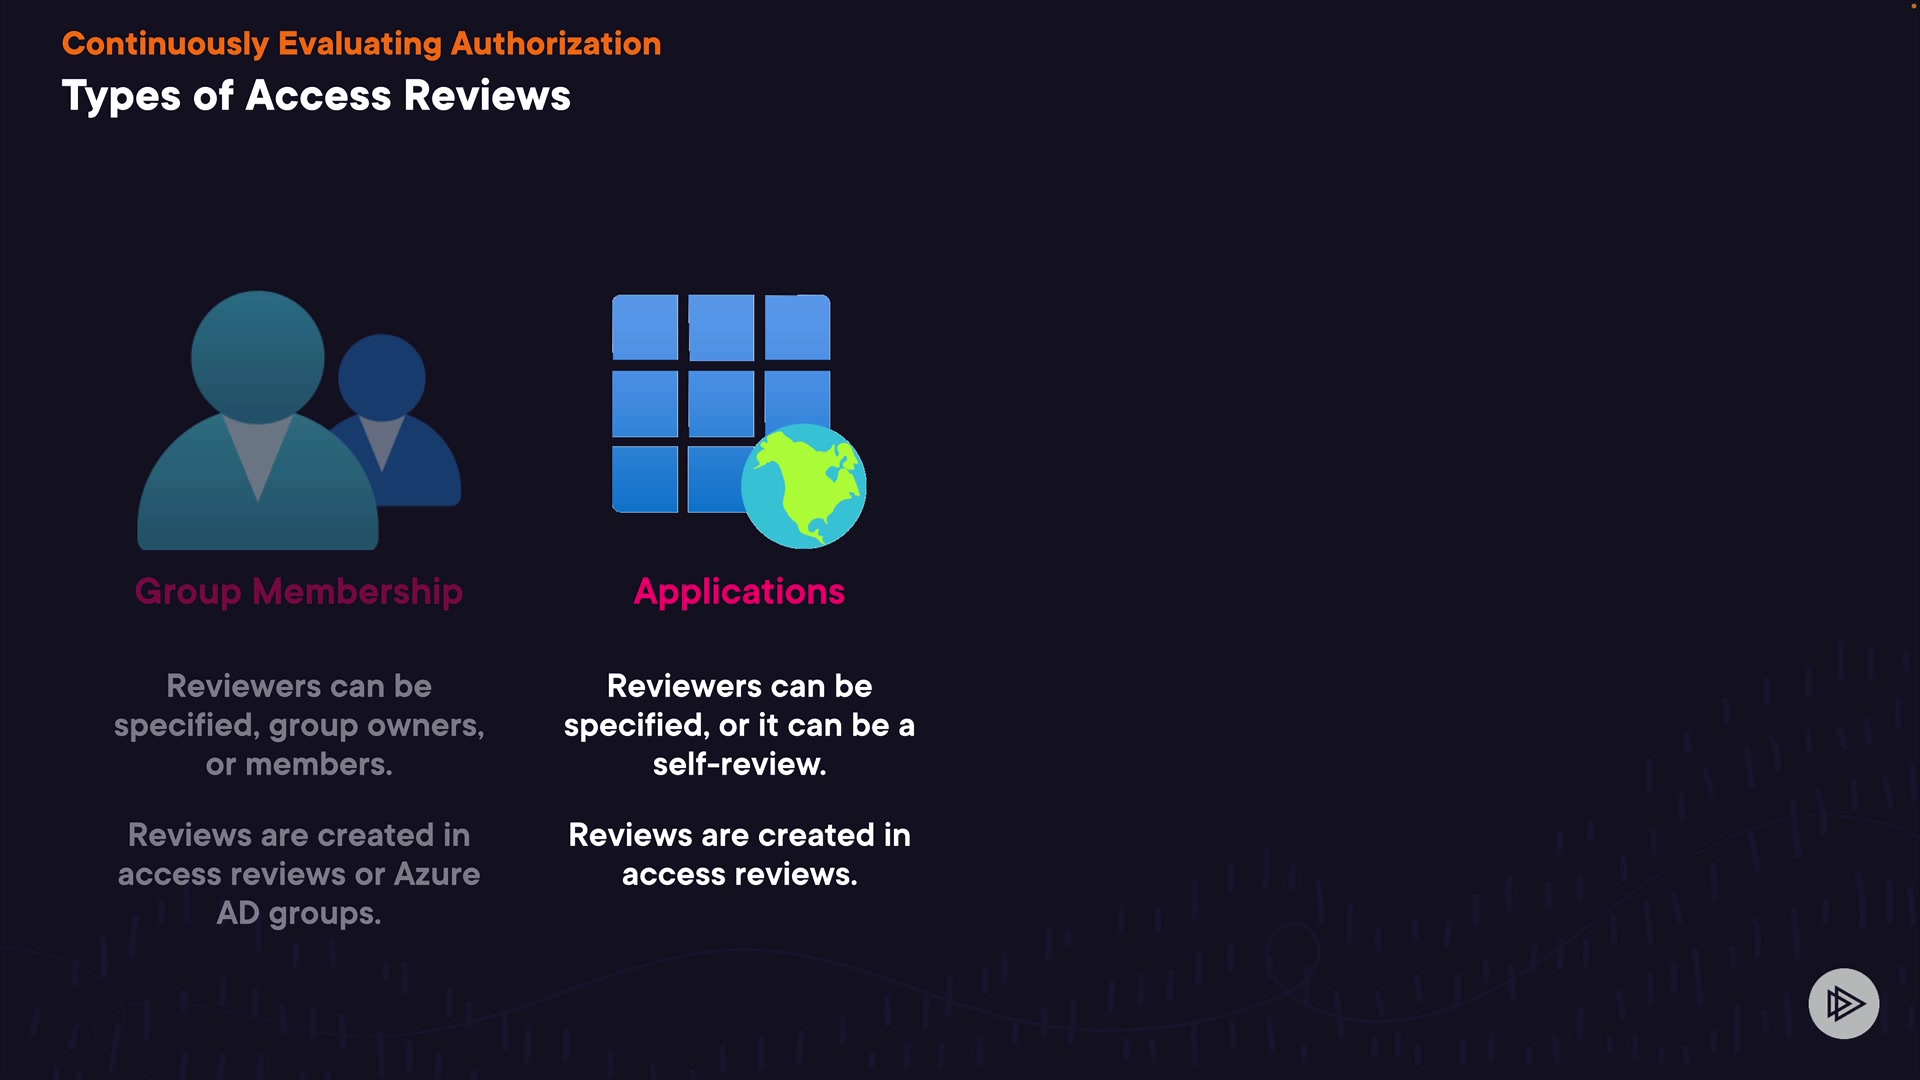 Continuously Evaluating Authorization
Types of Access Reviews
Group Membership
Reviewers can be
specified, group owners,
or members.
Reviews are created in
access reviews or Azure
AD groups.
Applications
Reviewers can be
specified, or it can be a
self-review.
Reviews are created in
access reviews.